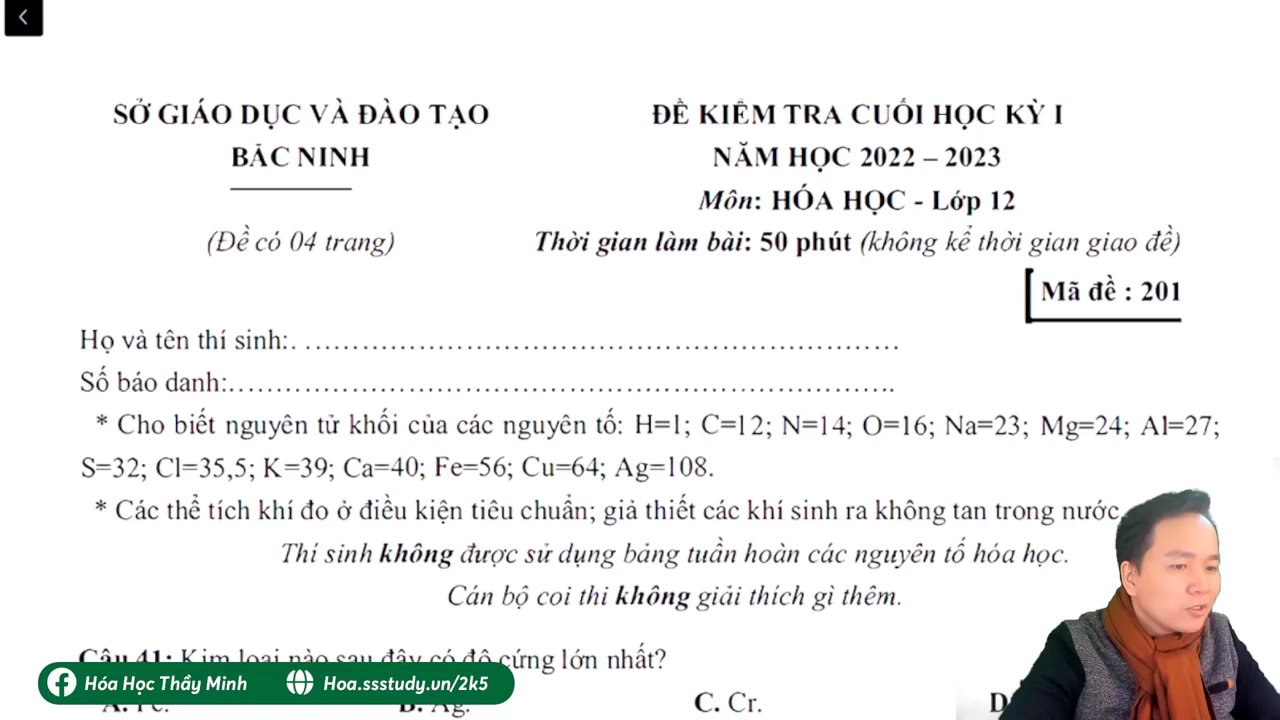 SỞ GIÁO DỤC VÀ ĐÀO TẠO
BẮC NINH
(Đề có 04 trang)
ĐỀ KIỂM TRA CUỐI HỌC KỲ I
NĂM HỌC 2022 – 2023
Môn: HÓA HỌC - Lớp 12
Thời gian làm bài: 50 phút (không kể thời gian giao đề)
Mã đề : 201
Họ và tên thí sinh:. ……………………………………………………
Số báo danh:…………………………………………………………….
* Cho biết nguyên tử khối của các nguyên tố: H=1; C=12; N=14; O=16; Na=23; Mg=24; Al=27;
S=32; Cl=35,5; K=39; Ca=40; Fe=56; Cu=64; Ag=108.
* Các thể tích khí đo ở điều kiện tiêu chuẩn; giả thiết các khí sinh ra không tan trong nước
Thí sinh không được sử dụng bảng tuần hoàn các nguyên tố hóa học.
Cán bộ coi thi không giải thích gì thêm.
Câu 41: Kim loại nào sau đây có độ cứng lớn nhất?
A. Fe. B. Ag. C. Cr. D
Hóa Học Thầy Minh Hoa.ssstudy.vn/2k5